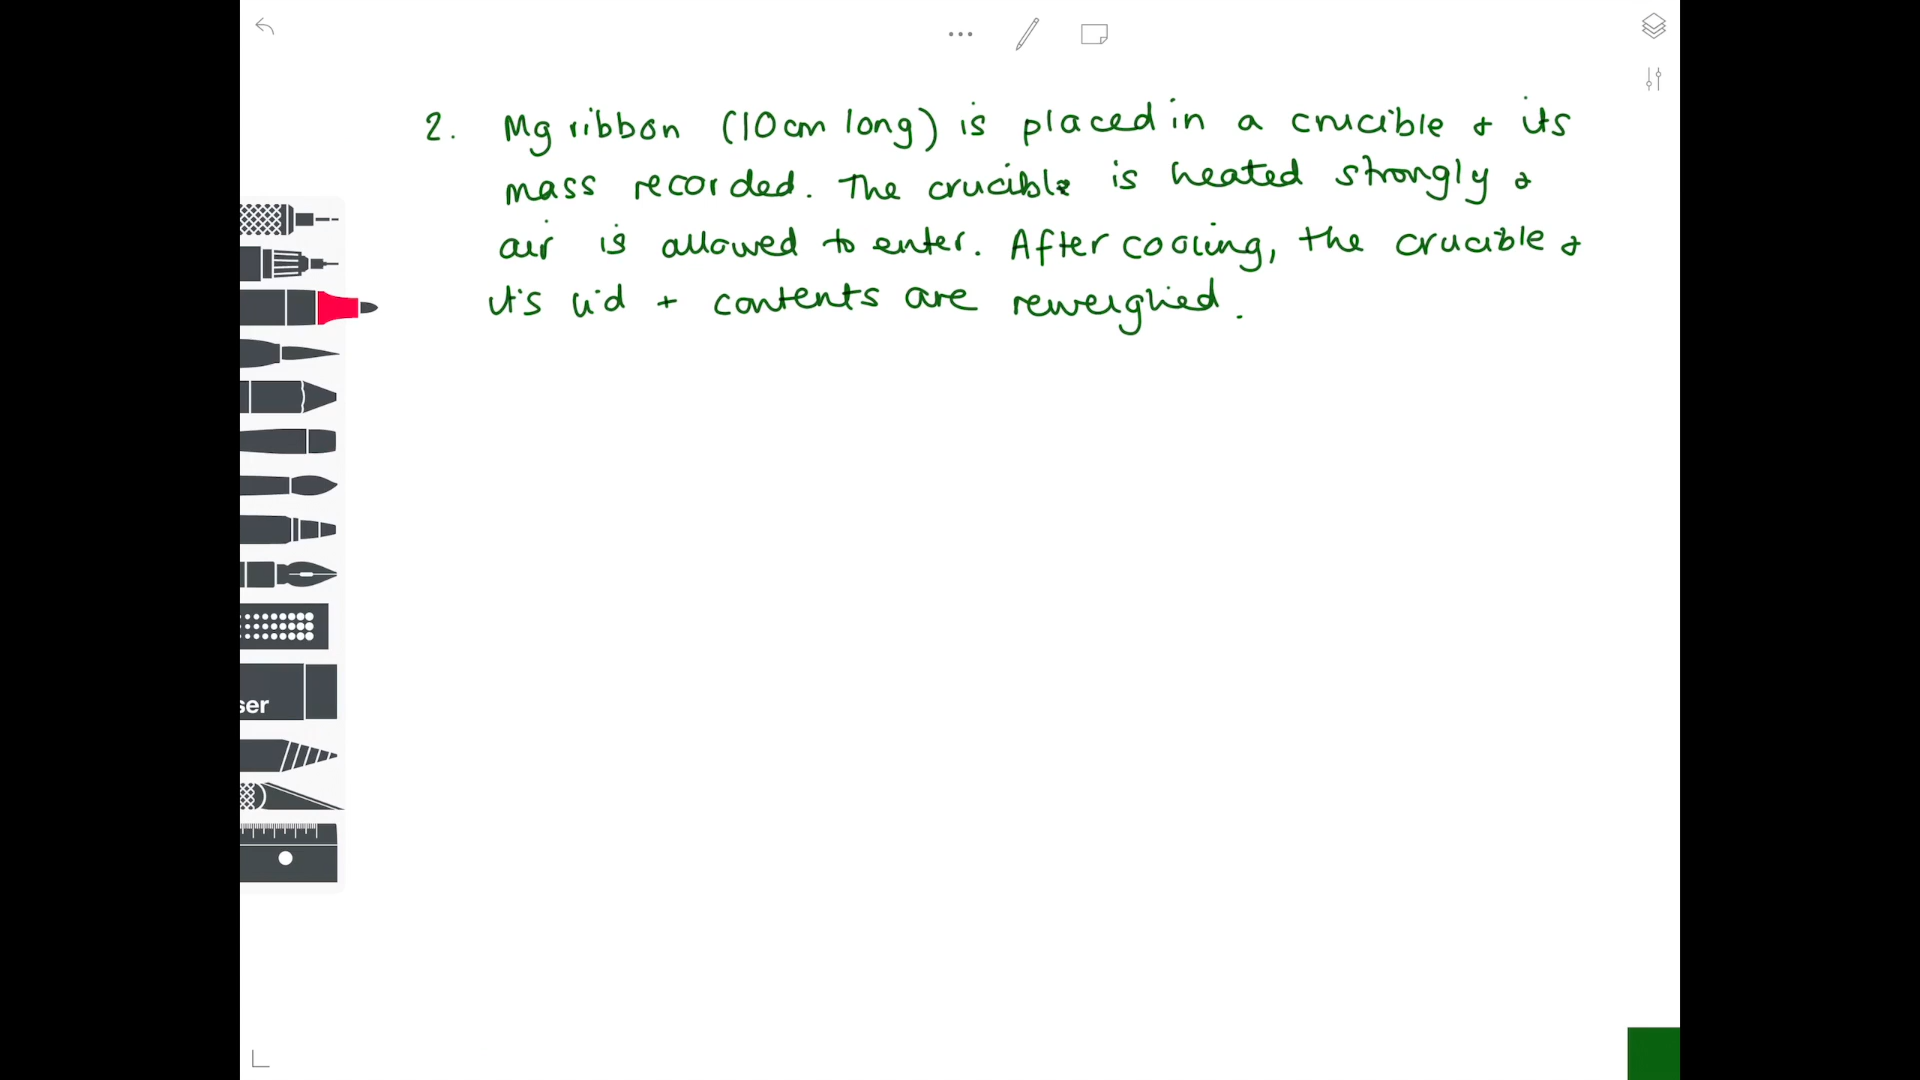 2. Mg ribbon (10cm long) is placed in a crucible & its
mass recorded. The crucible is heated strongly &
air is allowed to enter. After cooling, the crucible &
it's lid + contents are reweighed.
ser